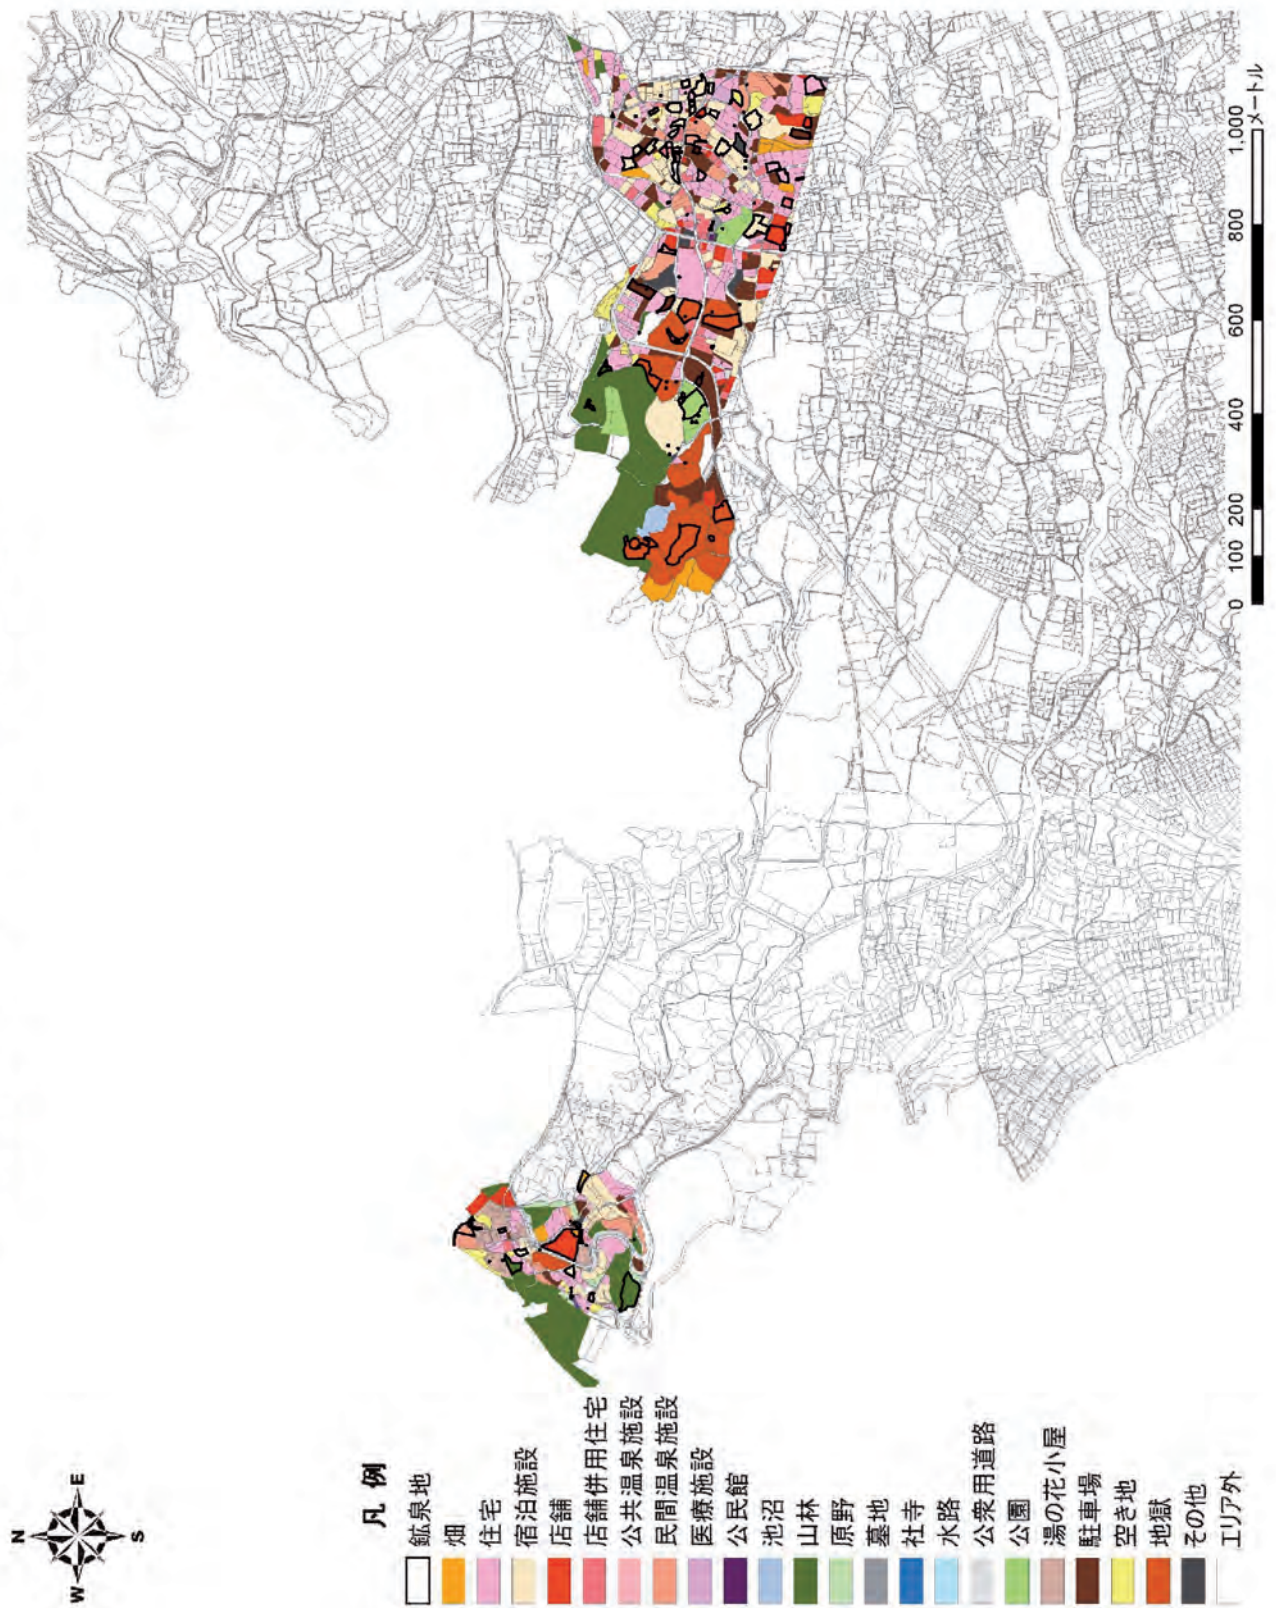 N
W
E
S
凡例
鉱泉地
畑
住宅
宿泊施設
店舗
店舗併用住宅
公共温泉施設
民間温泉施設
医療施設
公民館
池沼
山林
原野
墓地
社寺
水路
公衆用道路
公園
湯の花小屋
駐車場
空き地
地獄
その他
エリア外
0 100 200 400 600 800 1,000
メートル